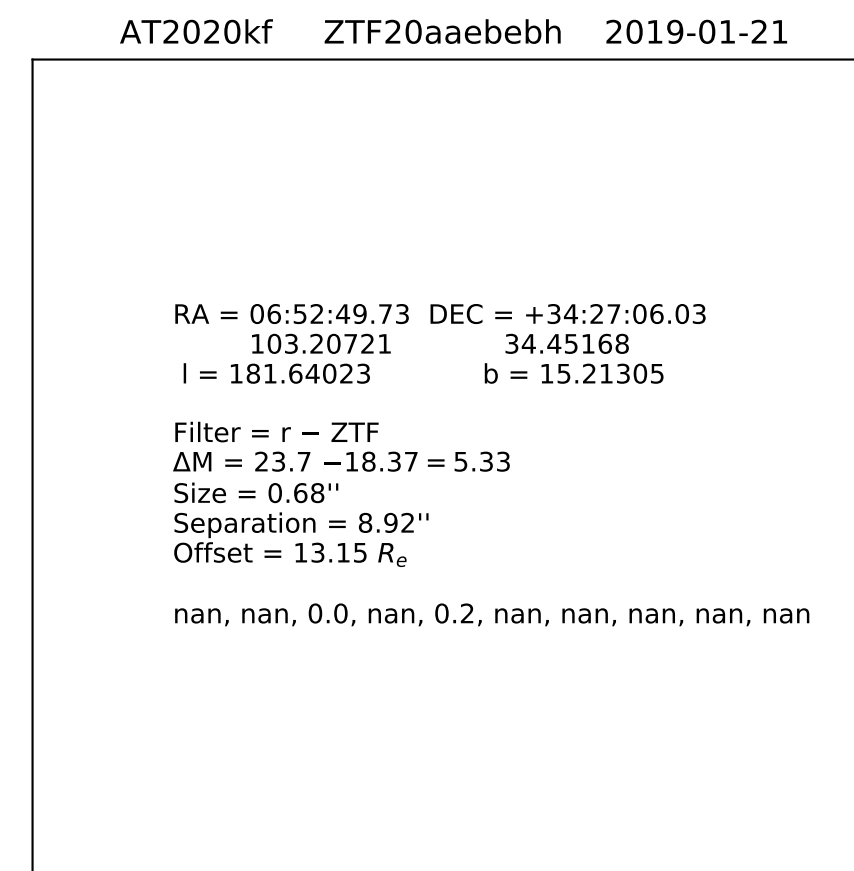 AT2020kf ZTF20aaebebh 2019-01-21
RA = 06:52:49.73 DEC = +34:27:06.03
103.20721 34.45168
l = 181.64023 b = 15.21305
Filter = r − ZTF
ΔM = 23.7 −18.37 = 5.33
Size = 0.68''
Separation = 8.92''
Offset = 13.15 Re
nan, nan, 0.0, nan, 0.2, nan, nan, nan, nan, nan